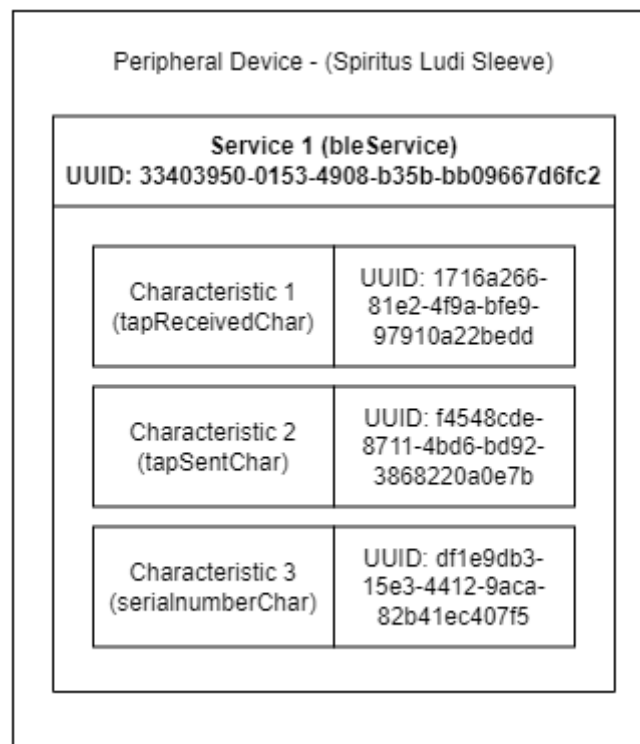 Peripheral Device - (Spiritus Ludi Sleeve)
Service 1 (bleService)
UUID: 33403950-0153-4908-b35b-bb09667d6fc2
Characteristic 1
(tapReceivedChar)
UUID: 1716a266-
81e2-4f9a-bfe9-
97910a22bedd
Characteristic 2
(tapSentChar)
UUID: f4548cde-
8711-4bd6-bd92-
3868220a0e7b
Characteristic 3
(serialnumberChar)
UUID: df1e9db3-
15e3-4412-9aca-
82b41ec407f5